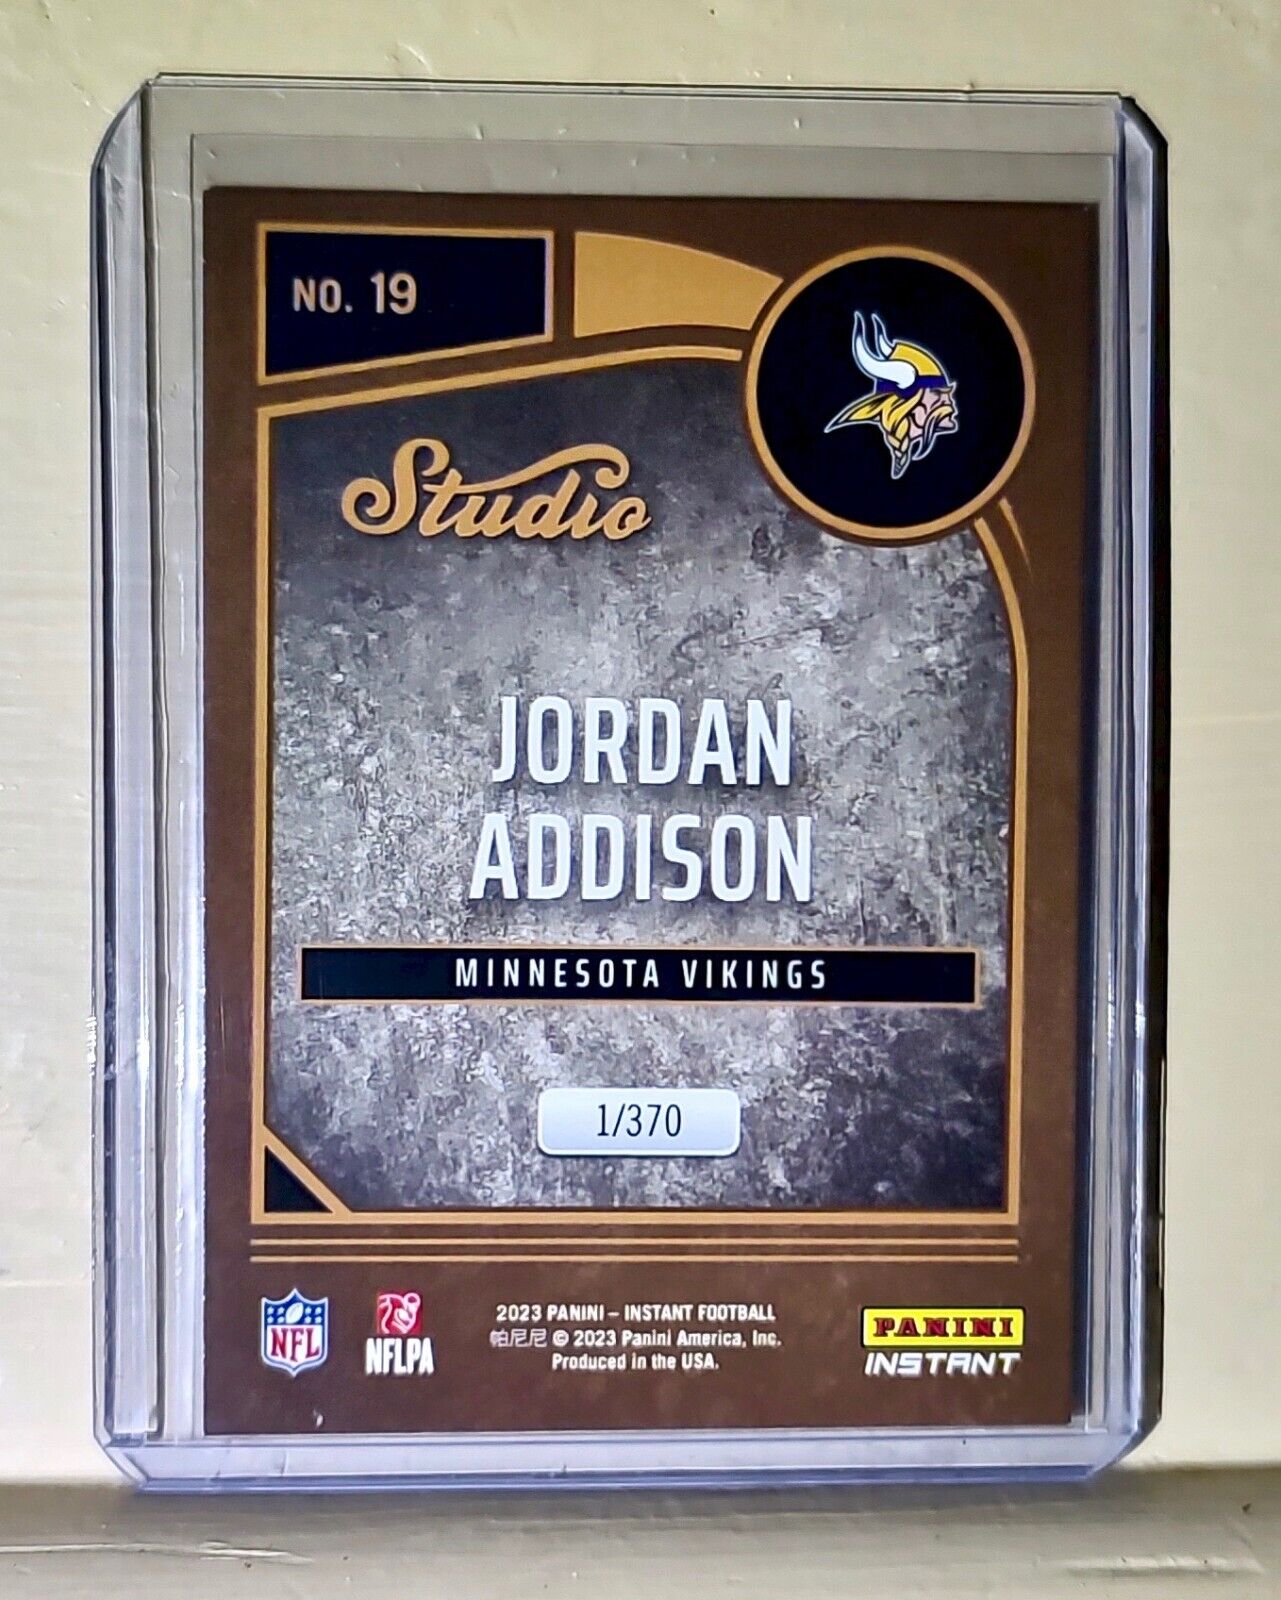 NO. 19
Studio
JORDAN
ADDISON
MINNESOTA VIKINGS
1/370
NFL
NFLPA
2023 PANINI – INSTANT FOOTBALL
帕尼尼 © 2023 Panini America, Inc.
Produced in the USA.
PANINI
INSTANT